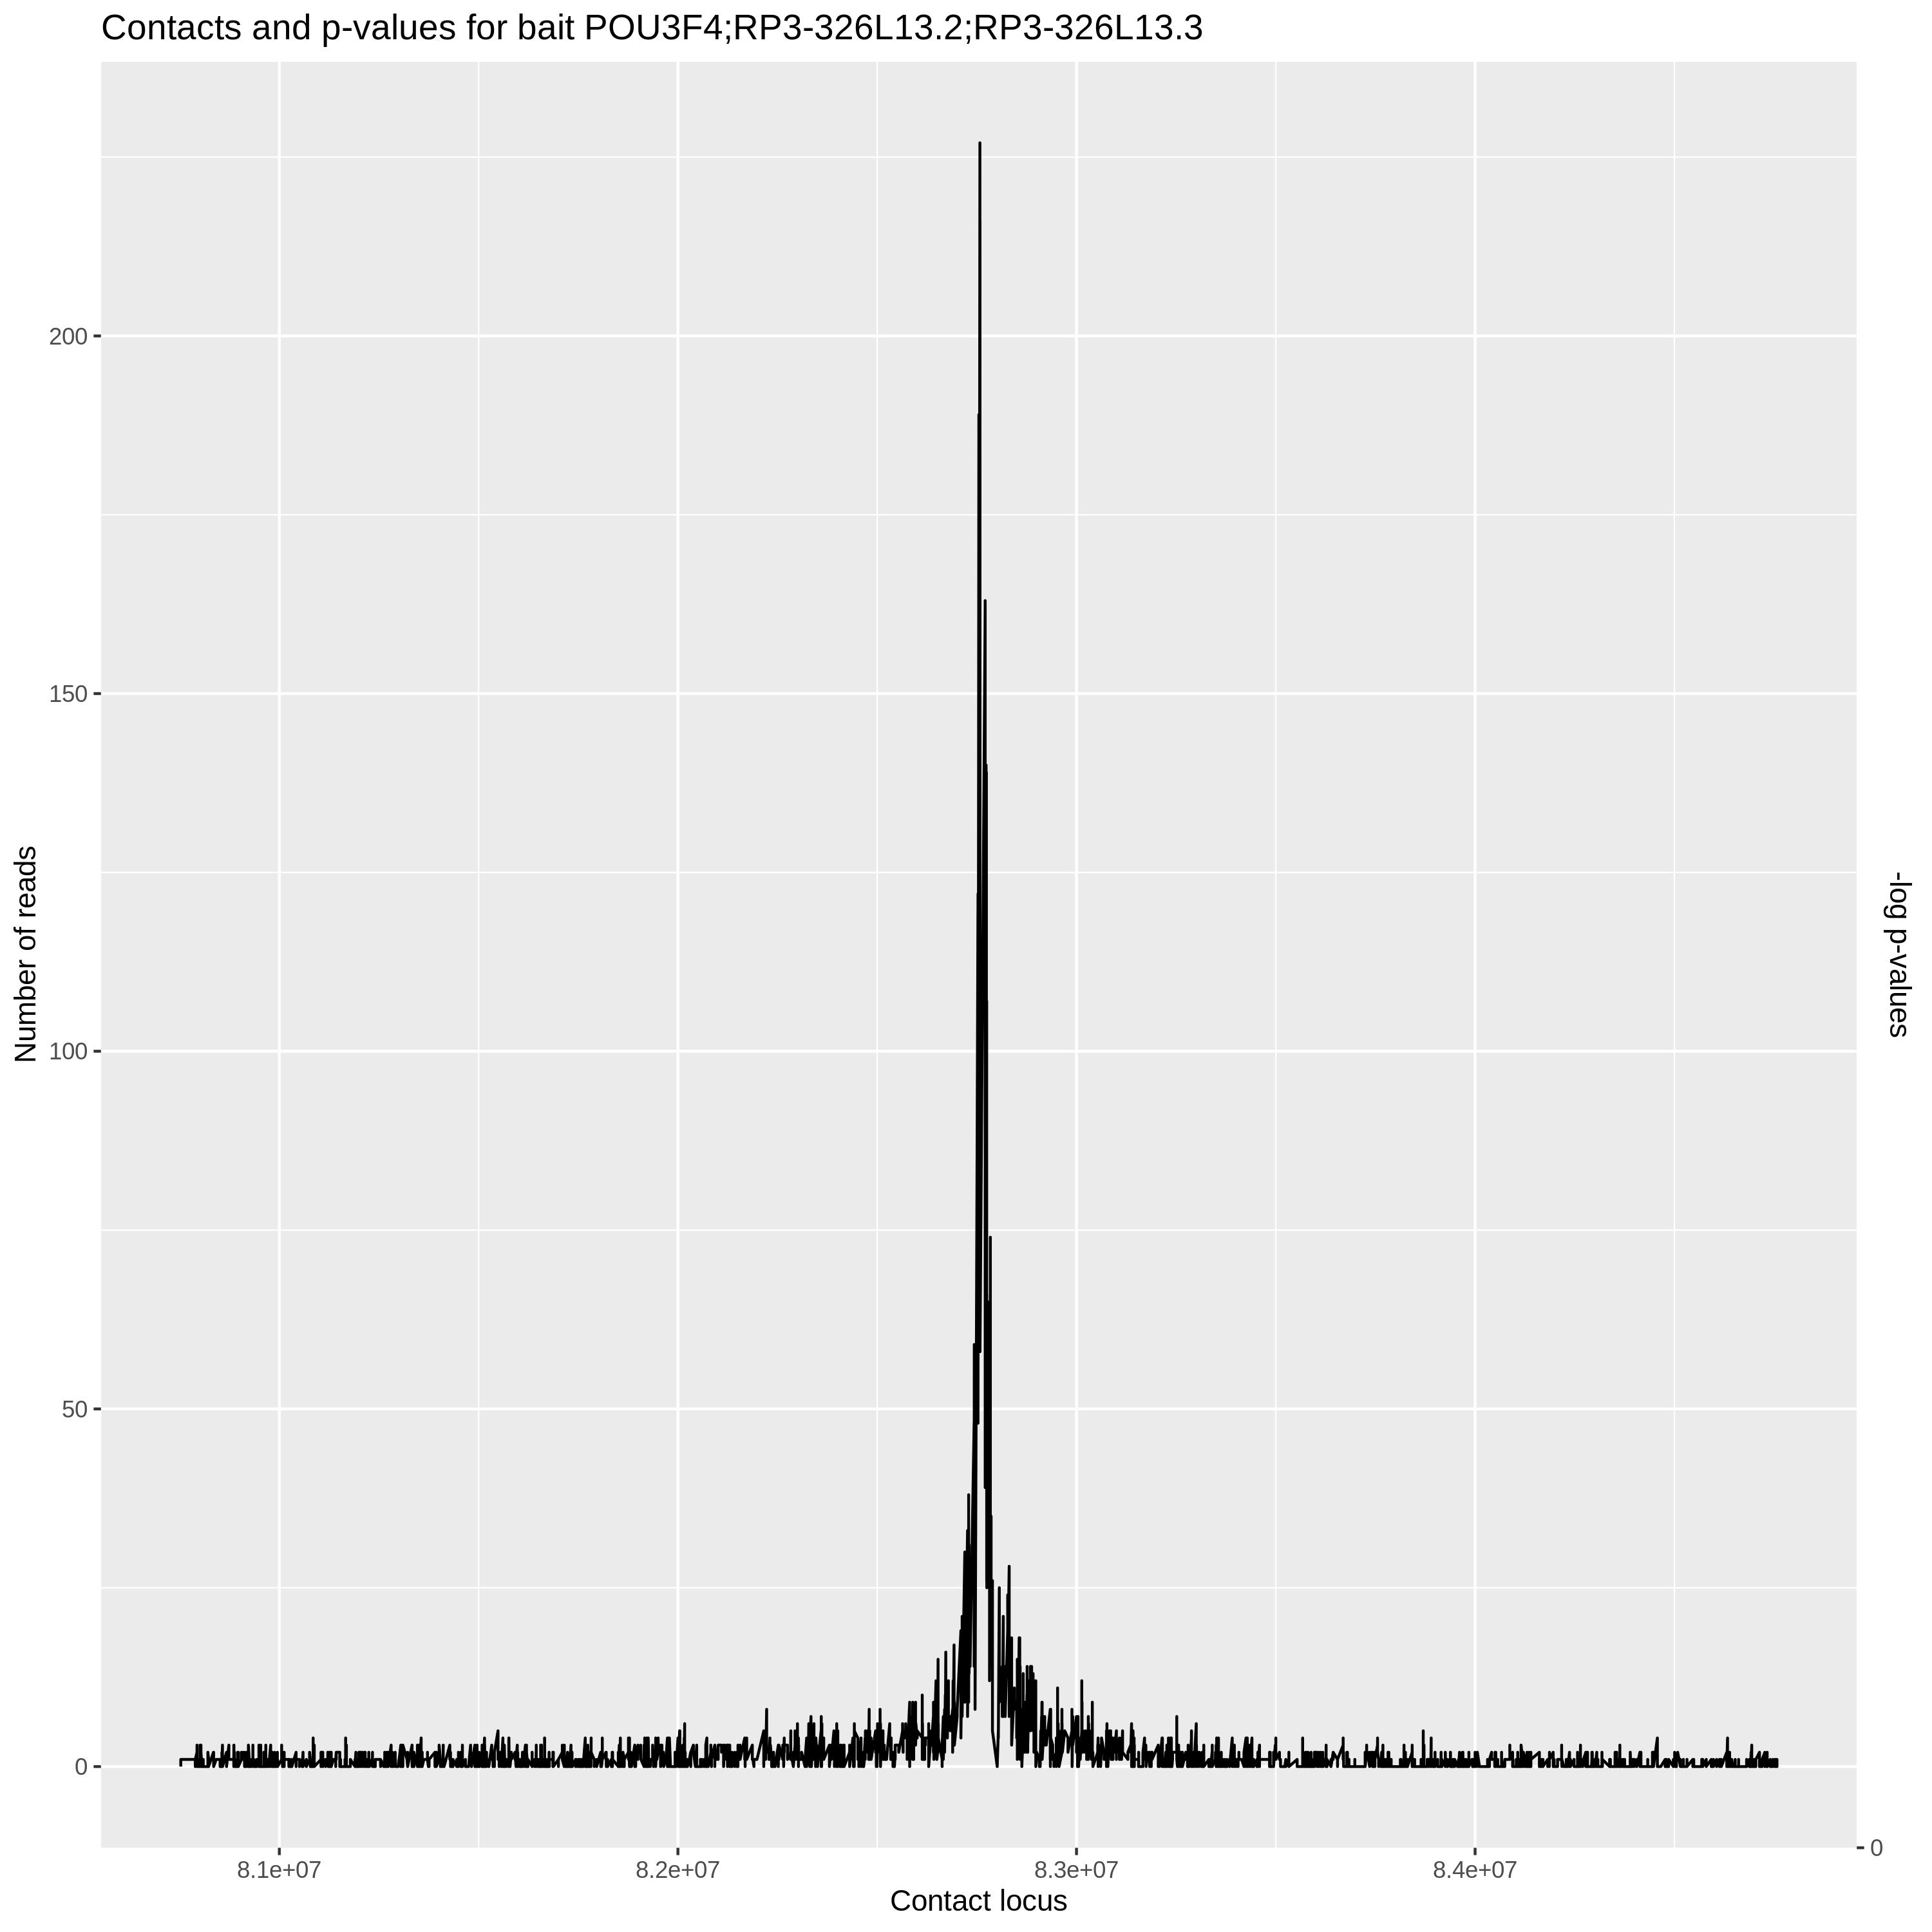 Contacts and p-values for bait POU3F4;RP3-326L13.2;RP3-326L13.3
Number of reads
200
150
100
50
0
-log p-values
0
8.1e+07
8.2e+07
8.3e+07
8.4e+07
Contact locus